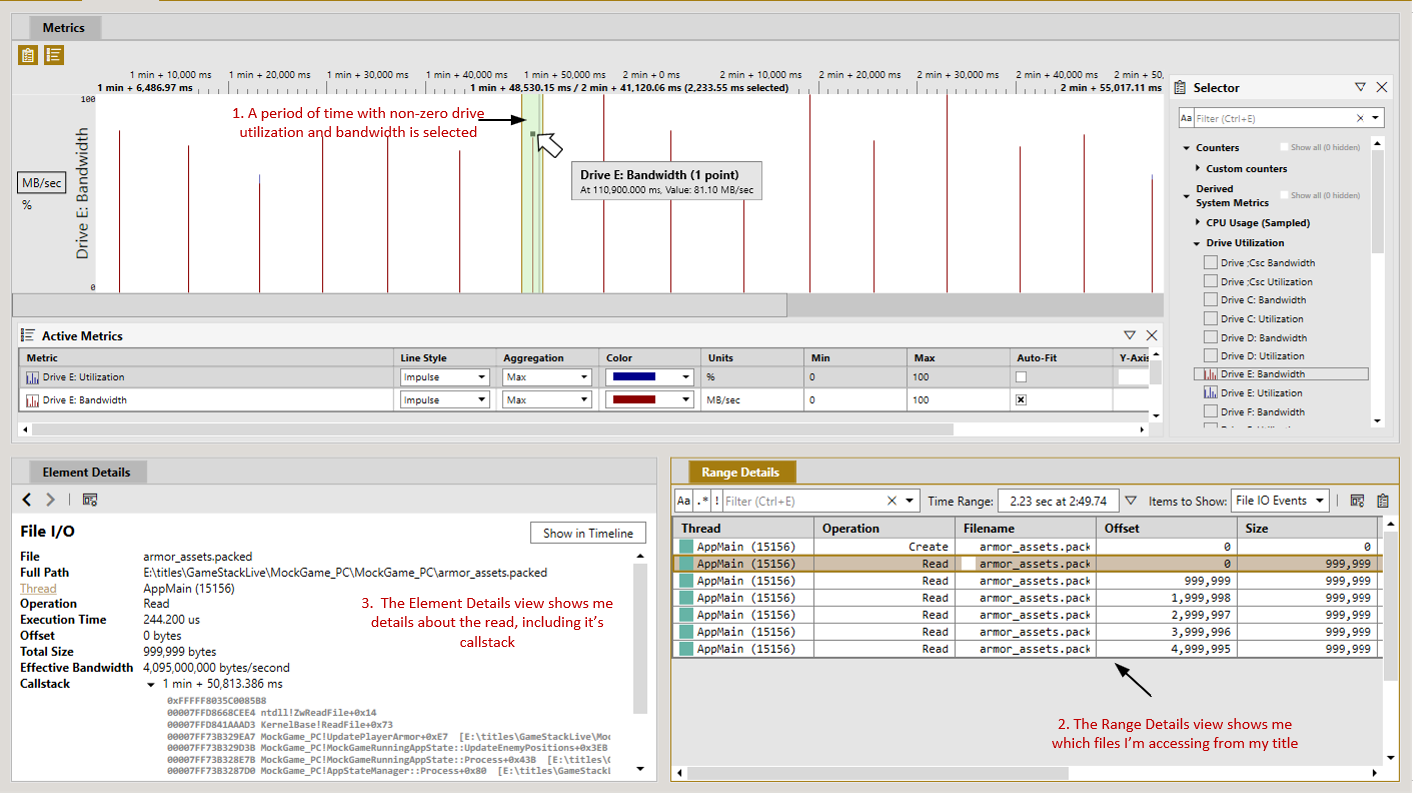 Metrics
1 min + 10,000 ms 1 min + 20,000 ms 1 min + 30,000 ms 1 min + 40,000 ms 1 min + 50,000 ms 2 min + 0 ms 2 min + 10,000 ms 2 min + 20,000 ms 2 min + 30,000 ms 2 min + 40,000 ms 2 min + 50,
1 min + 6,486.97 ms 1 min + 48,530.15 ms / 2 min + 41,120.06 ms (2,233.55 ms selected) 2 min + 55,017.11 ms
100
Drive E: Bandwidth
0
MB/sec
%
1. A period of time with non-zero drive
utilization and bandwidth is selected
Drive E: Bandwidth (1 point)
At 110,900.000 ms, Value: 81.10 MB/sec
Selector
Aa Filter (Ctrl+E)
Counters Show all (0 hidden)
Custom counters
Derived
System Metrics Show all (0 hidden)
CPU Usage (Sampled)
Drive Utilization
Drive ;Csc Bandwidth
Drive ;Csc Utilization
Drive C: Bandwidth
Drive C: Utilization
Drive D: Bandwidth
Drive D: Utilization
Drive E: Bandwidth
Drive E: Utilization
Drive F: Bandwidth
Active Metrics
Metric Line Style Aggregation Color Units Min Max Auto-Fit Y-Axis
Drive E: Utilization Impulse Max % 0 100
Drive E: Bandwidth Impulse Max MB/sec 0 100
Element Details
File I/O
Show in Timeline
File armor_assets.packed
Full Path E:\titles\GameStackLive\MockGame_PC\MockGame_PC\armor_assets.packed
Thread AppMain (15156)
Operation Read
Execution Time 244.200 us
Offset 0 bytes
Total Size 999,999 bytes
Effective Bandwidth 4,095,000,000 bytes/second
Callstack 1 min + 50,813.386 ms
0xFFFFF8035C0085B8
00007FFD8668CEE4 ntdll!ZwReadFile+0x14
00007FFD841AAAD3 KernelBase!ReadFile+0x73
00007FF73B329EA7 MockGame_PC!UpdatePlayerArmor+0xE7 [E:\titles\GameStackLive\Moc
00007FF73B329D3B MockGame_PC!MockGameRunningAppState::UpdateEnemyPositions+0x3EB
00007FF73B328E7B MockGame_PC!MockGameRunningAppState::Process+0x43B [E:\titles\G
00007FF73B3287D0 MockGame_PC!AppStateManager::Process+0x80 [E:\titles\GameStackL
3. The Element Details view shows me
details about the read, including it's
callstack
Range Details
Aa .* ! Filter (Ctrl+E) Time Range: 2.23 sec at 2:49.74 Items to Show: File IO Events
Thread Operation Filename Offset Size
AppMain (15156) Create armor_assets.pack 0 0
AppMain (15156) Read armor_assets.pack 0 999,999
AppMain (15156) Read armor_assets.pack 999,999 999,999
AppMain (15156) Read armor_assets.pack 1,999,998 999,999
AppMain (15156) Read armor_assets.pack 2,999,997 999,999
AppMain (15156) Read armor_assets.pack 3,999,996 999,999
AppMain (15156) Read armor_assets.pack 4,999,995 999,999
2. The Range Details view shows me
which files I'm accessing from my title